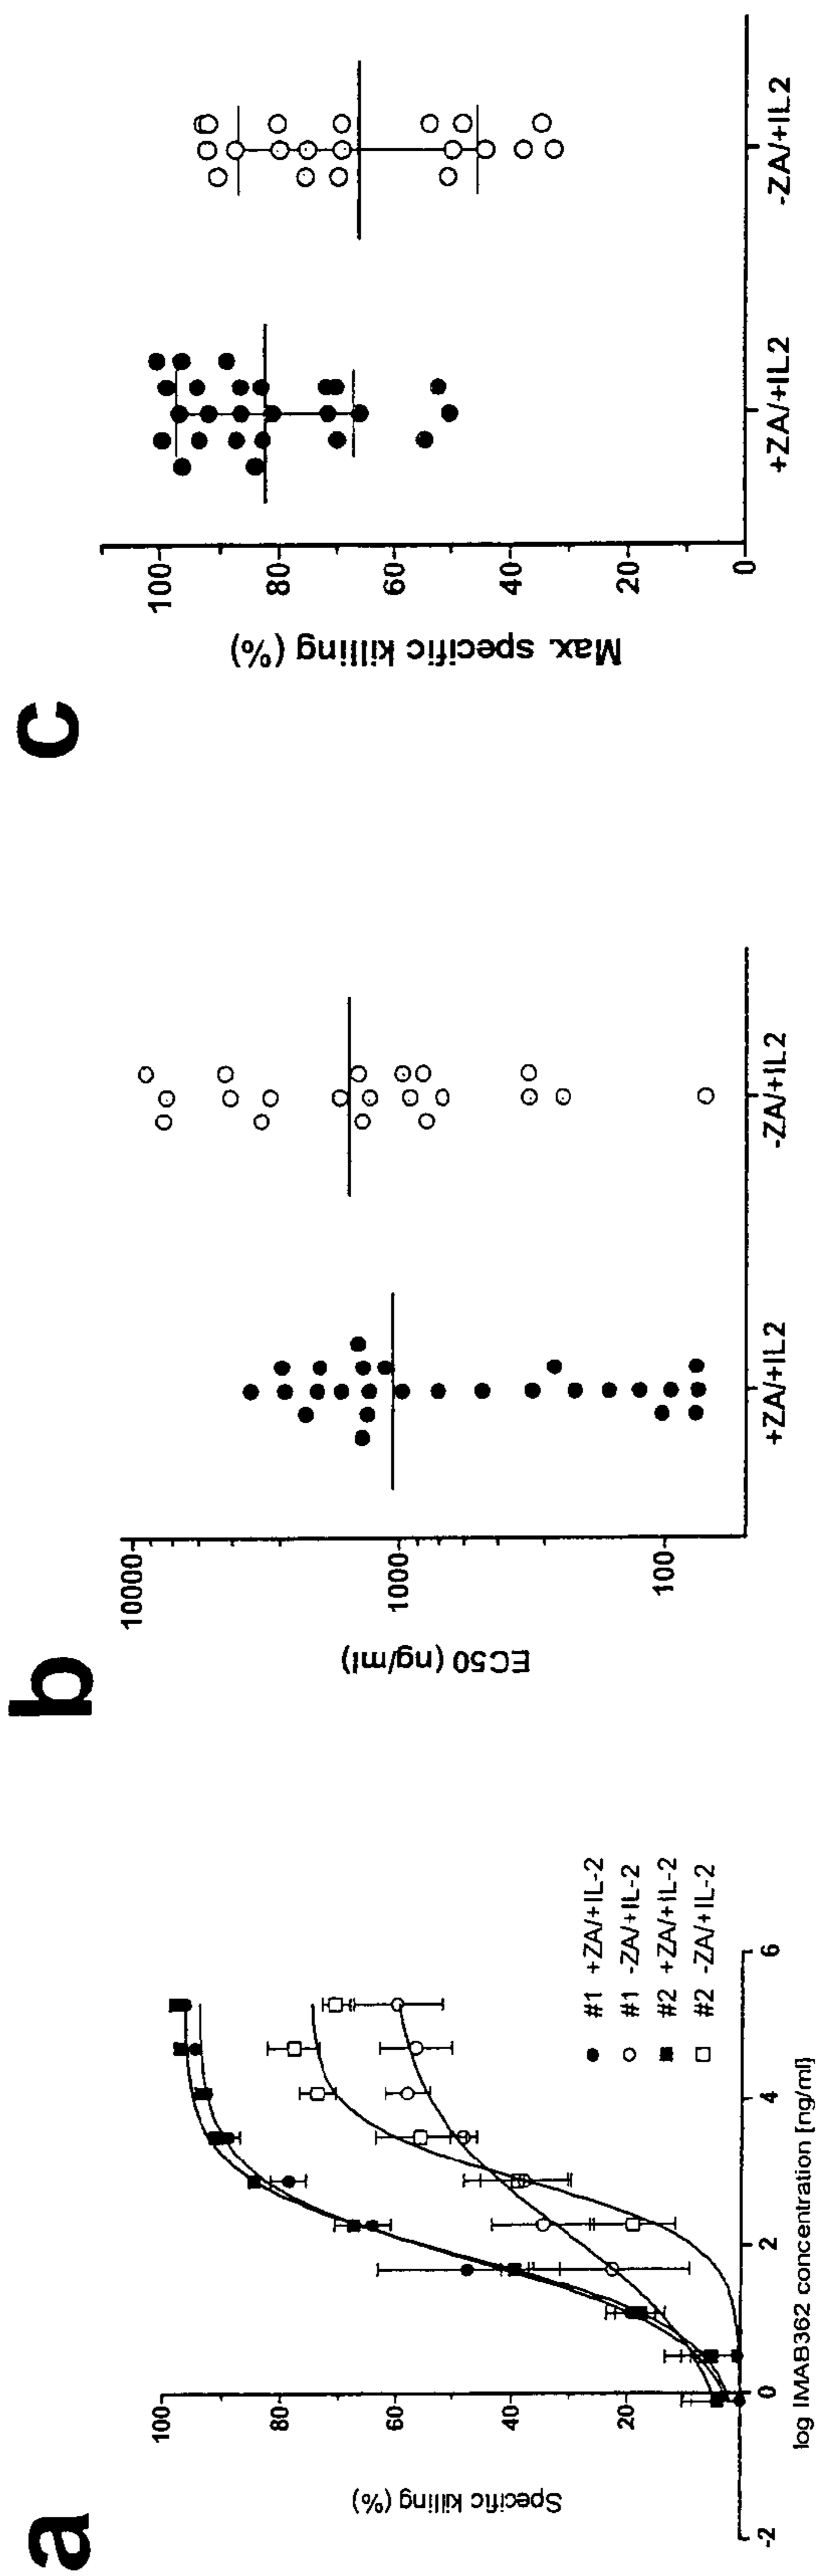 a
Specific killing (%)
100
80
60
40
20
-2
0
2
4
6
log IMAB362 concentration [ng/ml]
● #1 +ZA/+IL-2
○ #1 -ZA/+IL-2
■ #2 +ZA/+IL-2
□ #2 -ZA/+IL-2
b
EC50 (ng/ml)
10000
1000
100
+ZA/+IL2
-ZA/+IL2
c
Max. specific killing (%)
100
80
60
40
20
0
+ZA/+IL2
-ZA/+IL2